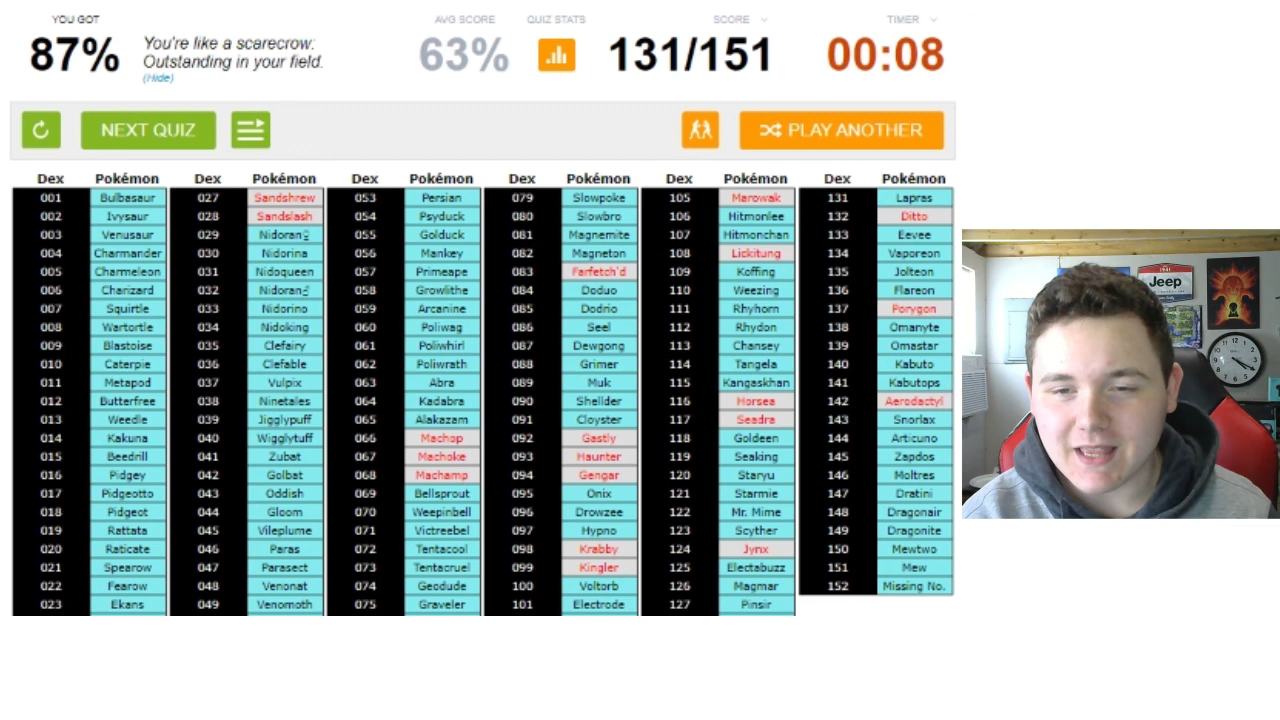 YOU GOT
87%
You're like a scarecrow:
Outstanding in your field.
(Hide)
AVG SCORE
63%
QUIZ STATS
SCORE
131/151
TIMER
00:08
NEXT QUIZ
PLAY ANOTHER
Dex Pokémon Dex Pokémon Dex Pokémon Dex Pokémon Dex Pokémon Dex Pokémon
001 Bulbasaur 027 Sandshrew 053 Persian 079 Slowpoke 105 Marowak 131 Lapras
002 Ivysaur 028 Sandslash 054 Psyduck 080 Slowbro 106 Hitmonlee 132 Ditto
003 Venusaur 029 Nidoran♀ 055 Golduck 081 Magnemite 107 Hitmonchan 133 Eevee
004 Charmander 030 Nidorina 056 Mankey 082 Magneton 108 Lickitung 134 Vaporeon
005 Charmeleon 031 Nidoqueen 057 Primeape 083 Farfetch'd 109 Koffing 135 Jolteon
006 Charizard 032 Nidoran♂ 058 Growlithe 084 Doduo 110 Weezing 136 Flareon
007 Squirtle 033 Nidorino 059 Arcanine 085 Dodrio 111 Rhyhorn 137 Porygon
008 Wartortle 034 Nidoking 060 Poliwag 086 Seel 112 Rhydon 138 Omanyte
009 Blastoise 035 Clefairy 061 Poliwhirl 087 Dewgong 113 Chansey 139 Omastar
010 Caterpie 036 Clefable 062 Poliwrath 088 Grimer 114 Tangela 140 Kabuto
011 Metapod 037 Vulpix 063 Abra 089 Muk 115 Kangaskhan 141 Kabutops
012 Butterfree 038 Ninetales 064 Kadabra 090 Shellder 116 Horsea 142 Aerodactyl
013 Weedle 039 Jigglypuff 065 Alakazam 091 Cloyster 117 Seadra 143 Snorlax
014 Kakuna 040 Wigglytuff 066 Machop 092 Gastly 118 Goldeen 144 Articuno
015 Beedrill 041 Zubat 067 Machoke 093 Haunter 119 Seaking 145 Zapdos
016 Pidgey 042 Golbat 068 Machamp 094 Gengar 120 Staryu 146 Moltres
017 Pidgeotto 043 Oddish 069 Bellsprout 095 Onix 121 Starmie 147 Dratini
018 Pidgeot 044 Gloom 070 Weepinbell 096 Drowzee 122 Mr. Mime 148 Dragonair
019 Rattata 045 Vileplume 071 Victreebel 097 Hypno 123 Scyther 149 Dragonite
020 Raticate 046 Paras 072 Tentacool 098 Krabby 124 Jynx 150 Mewtwo
021 Spearow 047 Parasect 073 Tentacruel 099 Kingler 125 Electabuzz 151 Mew
022 Fearow 048 Venonat 074 Geodude 100 Voltorb 126 Magmar 152 Missing No.
023 Ekans 049 Venomoth 075 Graveler 101 Electrode 127 Pinsir
Jeep